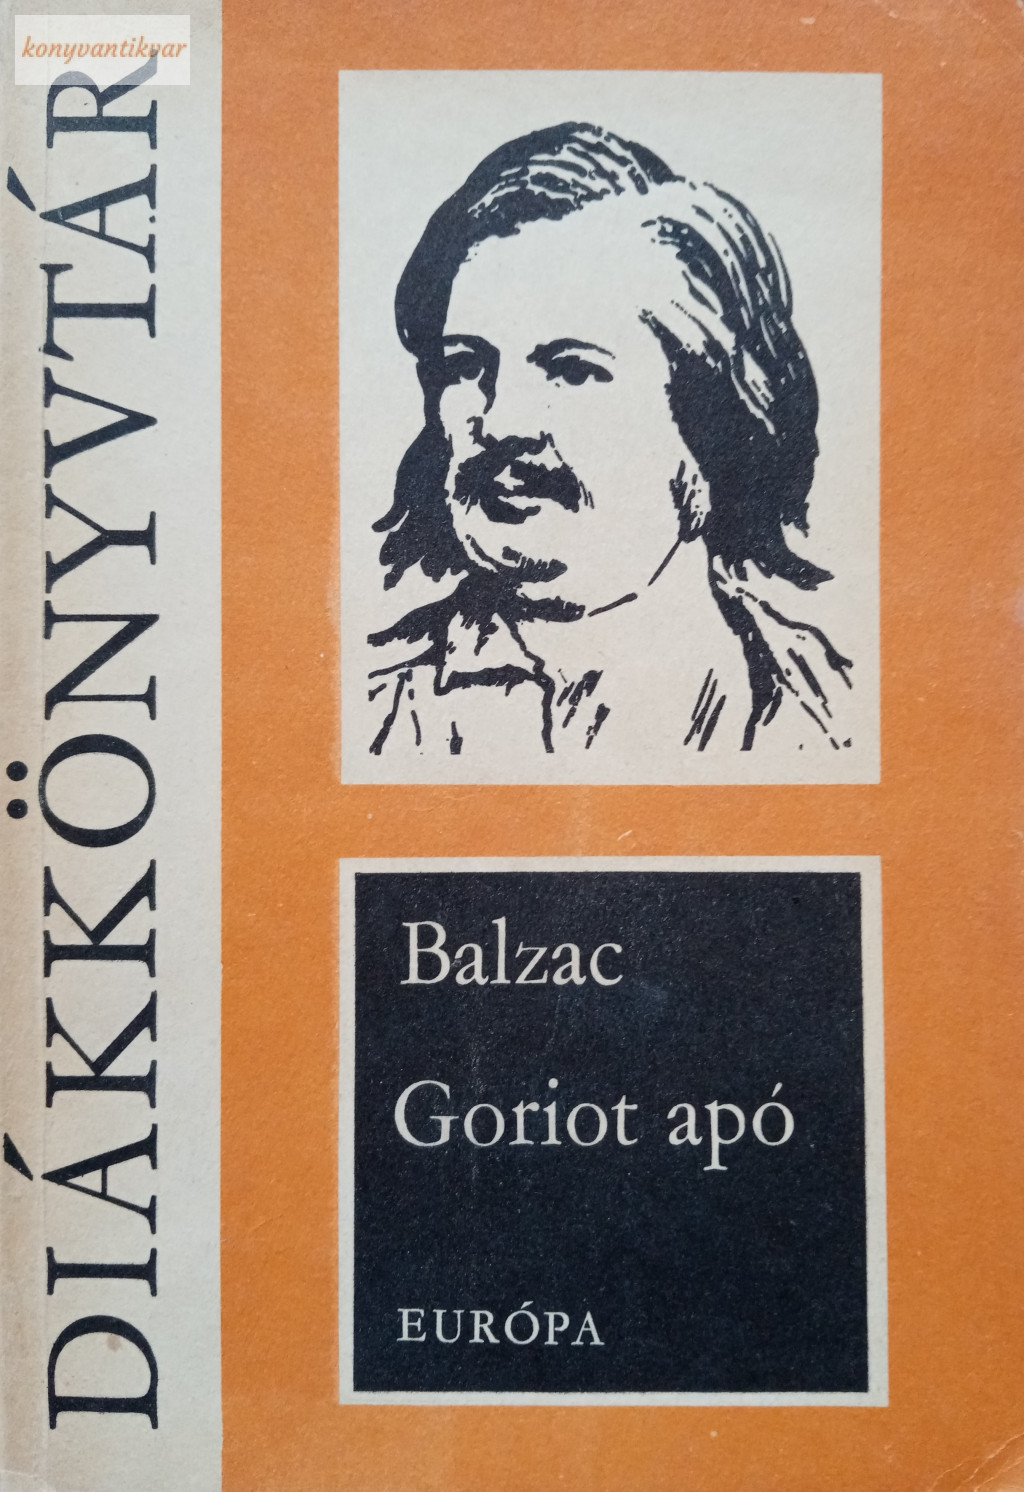 konyvantikvar
DIÁKKÖNYVTÁR
Balzac
Goriot apó
EURÓPA